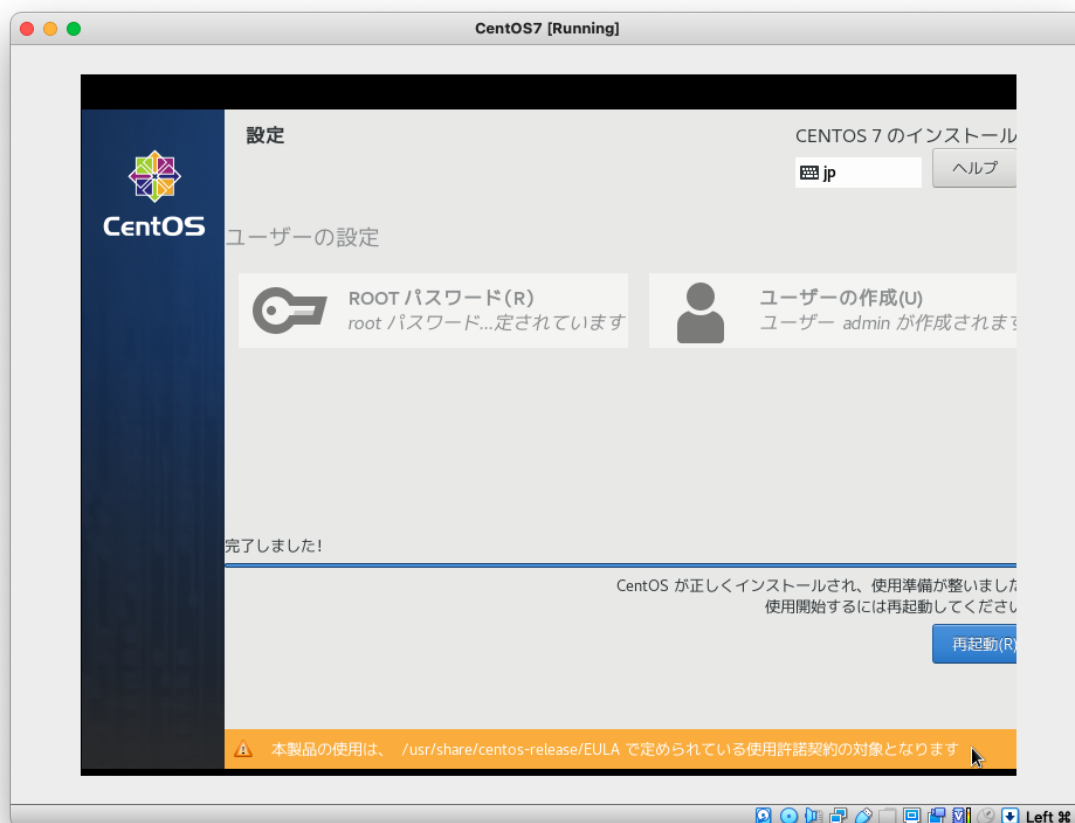 CentOS7 [Running]
設定
CENTOS 7 のインストール
jp
ヘルプ
CentOS
ユーザーの設定
ROOT パスワード(R)
root パスワード...定されています
ユーザーの作成(U)
ユーザー admin が作成されます
完了しました!
CentOS が正しくインストールされ、使用準備が整いました
使用開始するには再起動してください
再起動(R)
本製品の使用は、 /usr/share/centos-release/EULA で定められている使用許諾契約の対象となります
Left ⌘